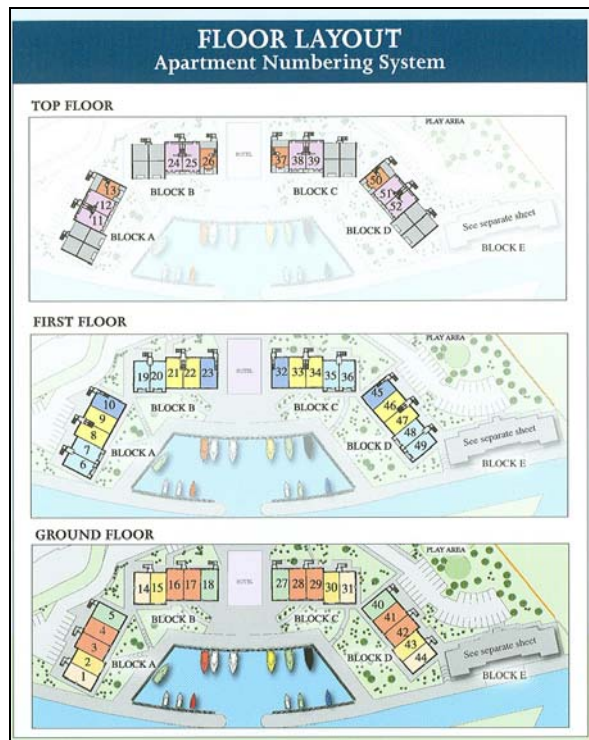 FLOOR LAYOUT
Apartment Numbering System
TOP FLOOR
PLAY AREA
HOTEL
24 25 26
37 38 39
BLOCK B
BLOCK C
13
12
11
50
51
52
BLOCK A
BLOCK D
See separate sheet
BLOCK E
FIRST FLOOR
PLAY AREA
HOTEL
19 20 21 22 23
32 33 34 35 36
BLOCK B
BLOCK C
10
9
8
7
6
45
46
47
48
49
BLOCK A
BLOCK D
See separate sheet
BLOCK E
GROUND FLOOR
PLAY AREA
HOTEL
14 15 16 17 18
27 28 29 30 31
BLOCK B
BLOCK C
5
4
3
2
1
40
41
42
43
44
BLOCK A
BLOCK D
See separate sheet
BLOCK E